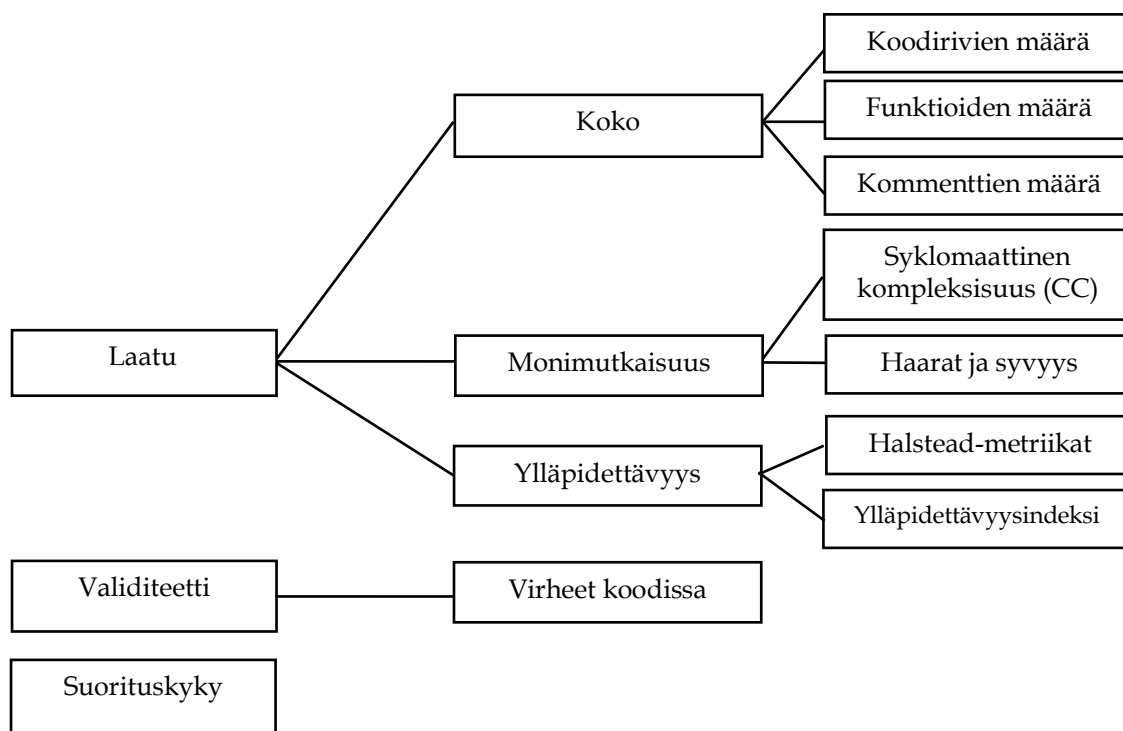 Koodirivien määrä
Koko
Funktioiden määrä
Kommenttien määrä
Syklomaattinen
kompleksisuus (CC)
Laatu
Monimutkaisuus
Haarat ja syvyys
Ylläpidettävyys
Halstead-metriikat
Ylläpidettävyysindeksi
Validiteetti
Virheet koodissa
Suorituskyky